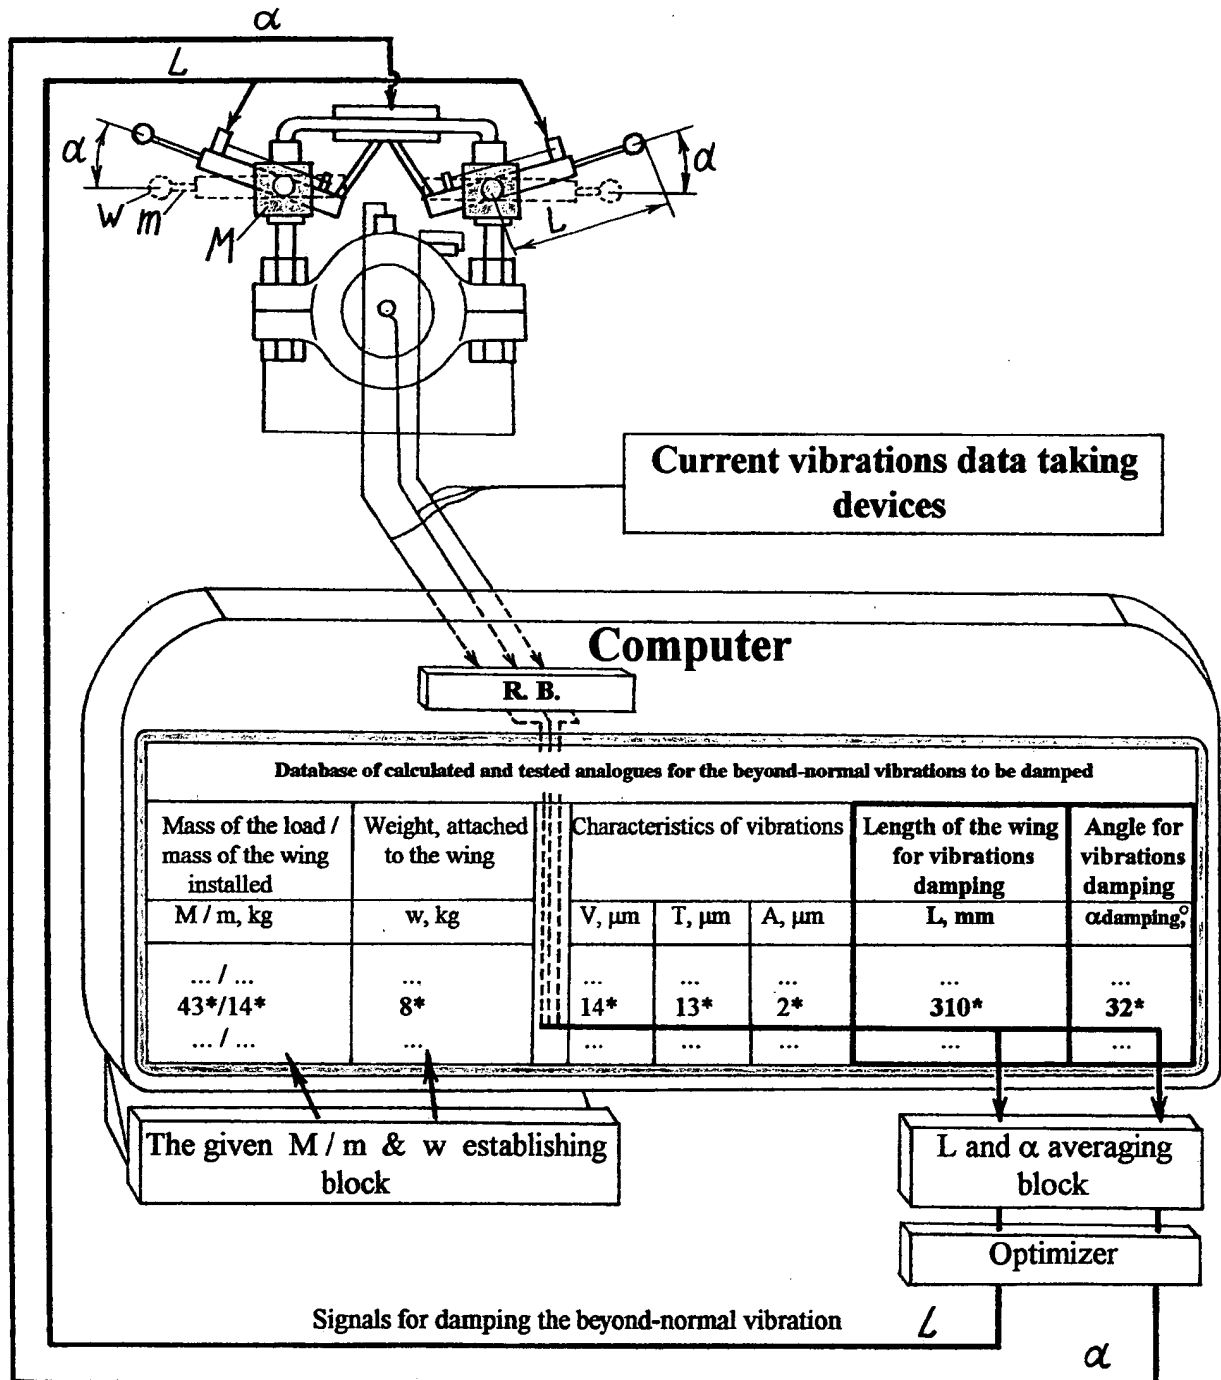 α
L
α
α
W
m
M
L
Current vibrations data taking
devices
Computer
R. B.
Database of calculated and tested analogues for the beyond-normal vibrations to be damped
Mass of the load /
mass of the wing
installed
Weight, attached
to the wing
Characteristics of vibrations
Length of the wing
for vibrations
damping
Angle for
vibrations
damping
M / m, kg
w, kg
V, μm
T, μm
A, μm
L, mm
αdamping,°
... / ...
...
...
...
...
...
...
43*/14*
8*
14*
13*
2*
310*
32*
... / ...
...
...
...
...
...
...
The given M / m & w establishing
block
L and α averaging
block
Optimizer
Signals for damping the beyond-normal vibration
L
α